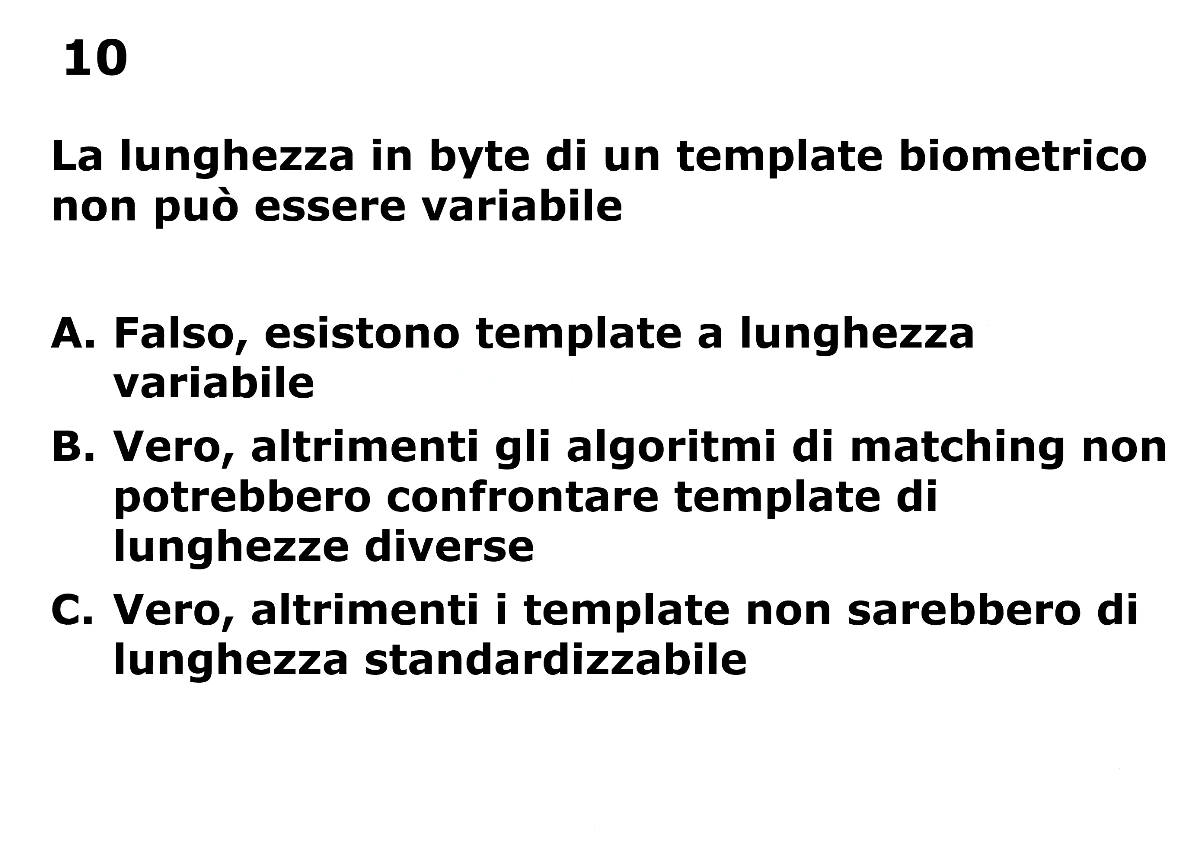 10
La lunghezza in byte di un template biometrico
non può essere variabile
A. Falso, esistono template a lunghezza
variabile
B. Vero, altrimenti gli algoritmi di matching non
potrebbero confrontare template di
lunghezze diverse
C. Vero, altrimenti i template non sarebbero di
lunghezza standardizzabile